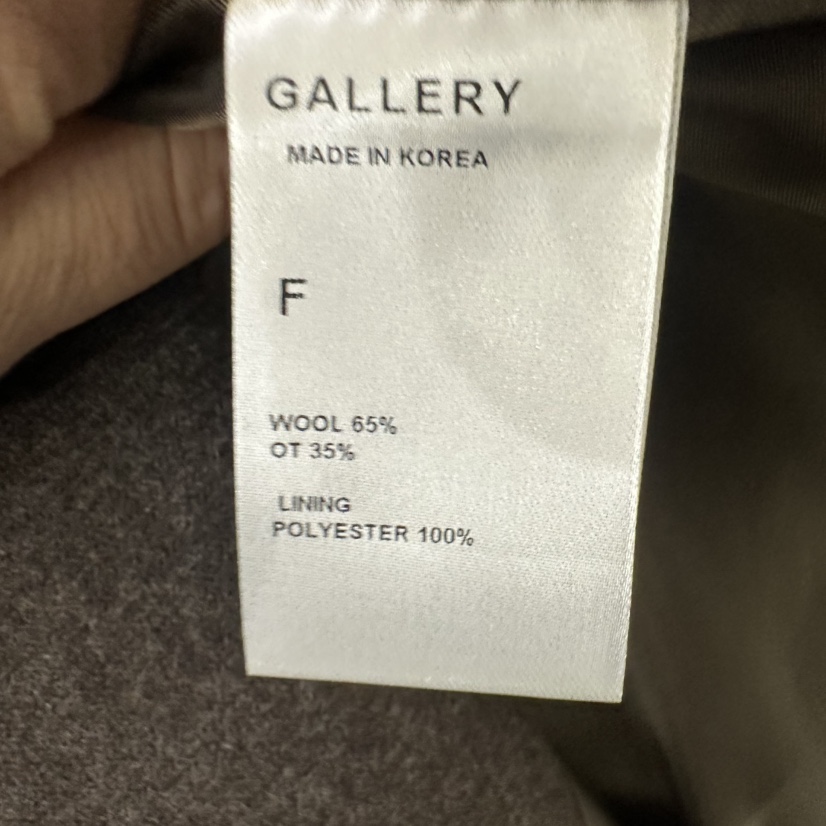 GALLERY
MADE IN KOREA
F
WOOL 65%
OT 35%
LINING
POLYESTER 100%